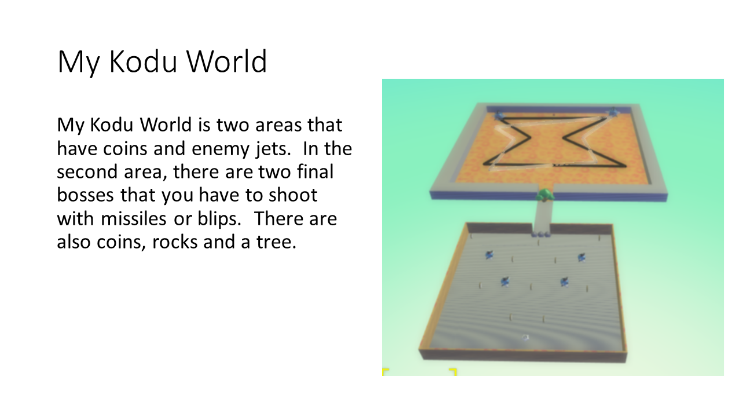 My Kodu World
My Kodu World is two areas that
have coins and enemy jets.  In the
second area, there are two final
bosses that you have to shoot
with missiles or blips.  There are
also coins, rocks and a tree.